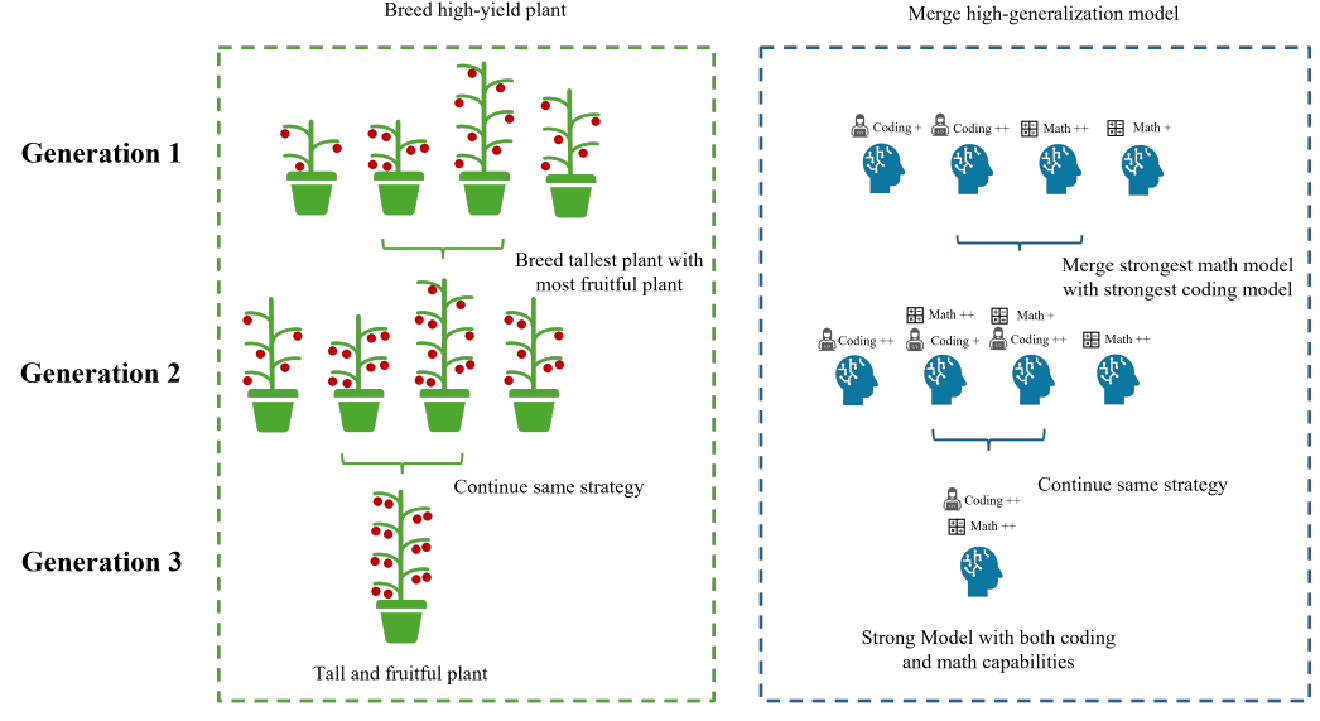 Breed high-yield plant
Merge high-generalization model
Generation 1
Coding +
Coding ++
Math ++
Math +
Breed tallest plant with
most fruitful plant
Merge strongest math model
with strongest coding model
Generation 2
Coding ++
Math ++
Coding +
Math +
Coding ++
Math ++
Continue same strategy
Continue same strategy
Generation 3
Coding ++
Math ++
Tall and fruitful plant
Strong Model with both coding
and math capabilities